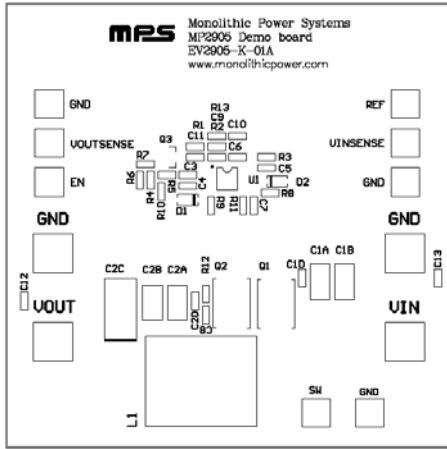 mps Monolithic Power Systems
MP2905 Demo board
EV2905-K-01A
www.monolithicpower.com
GND
REF
VOUTSENSE
VINSENSE
EN
GND
R13
C9
R1 R2 C10
C11
C6
Q3
R7
R3
C5
C3
C4
U1
D2
R6
R4
R5
R10
D1
R9
R11
C7
R8
GND
GND
C12
VOUT
C2C
C2B
C2A
R12
Q2
Q1
C1D
C1A
C1B
C13
VIN
C2D
C8
L1
SW
GND